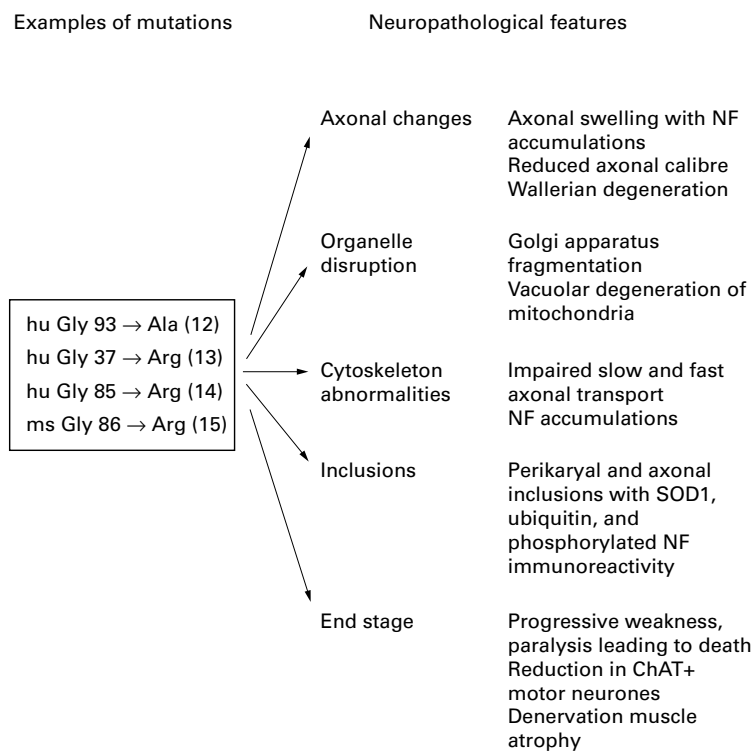 Examples of mutations
Neuropathological features
Axonal changes
Axonal swelling with NF
accumulations
Reduced axonal calibre
Wallerian degeneration
Organelle
disruption
Golgi apparatus
fragmentation
Vacuolar degeneration of
mitochondria
hu Gly 93 → Ala (12)
hu Gly 37 → Arg (13)
hu Gly 85 → Arg (14)
ms Gly 86 → Arg (15)
Cytoskeleton
abnormalities
Impaired slow and fast
axonal transport
NF accumulations
Inclusions
Perikaryal and axonal
inclusions with SOD1,
ubiquitin, and
phosphorylated NF
immunoreactivity
End stage
Progressive weakness,
paralysis leading to death
Reduction in ChAT+
motor neurones
Denervation muscle
atrophy